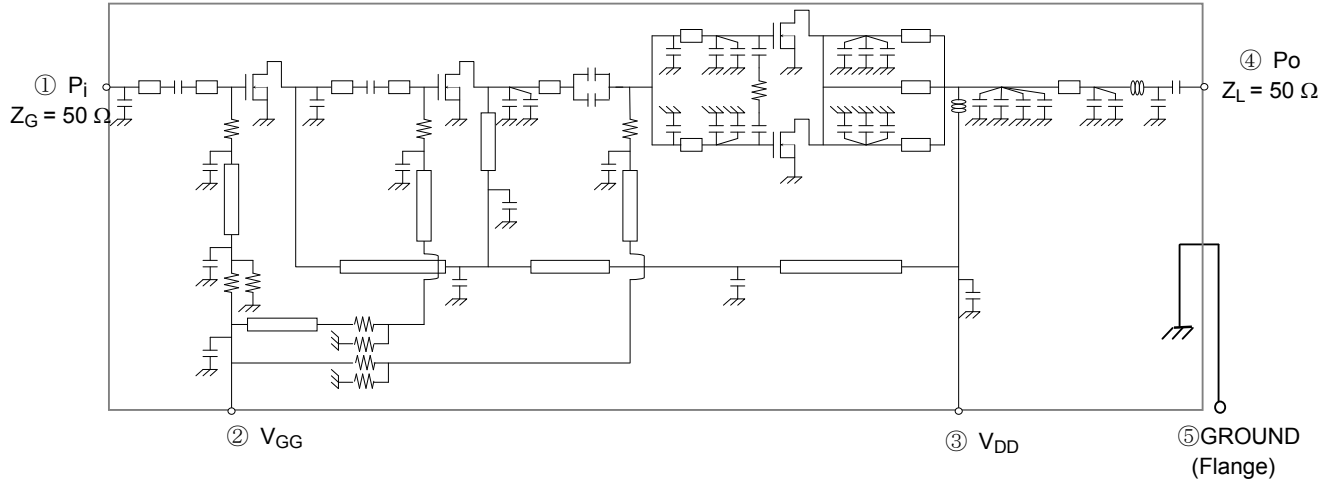 ① Pi
ZG = 50 Ω
④ Po
ZL = 50 Ω
② VGG
③ VDD
⑤GROUND
(Flange)